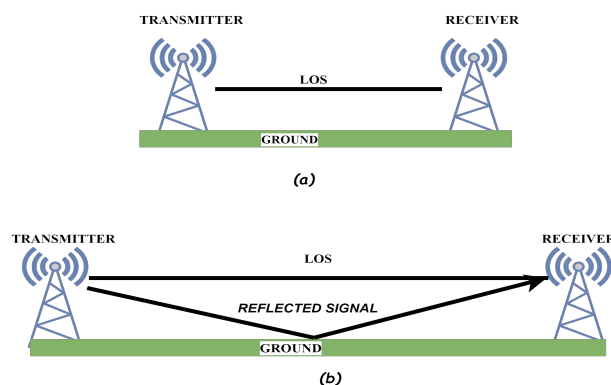 TRANSMITTER RECEIVER
LOS
GROUND
(a)
TRANSMITTER RECEIVER
LOS
REFLECTED SIGNAL
GROUND
(b)